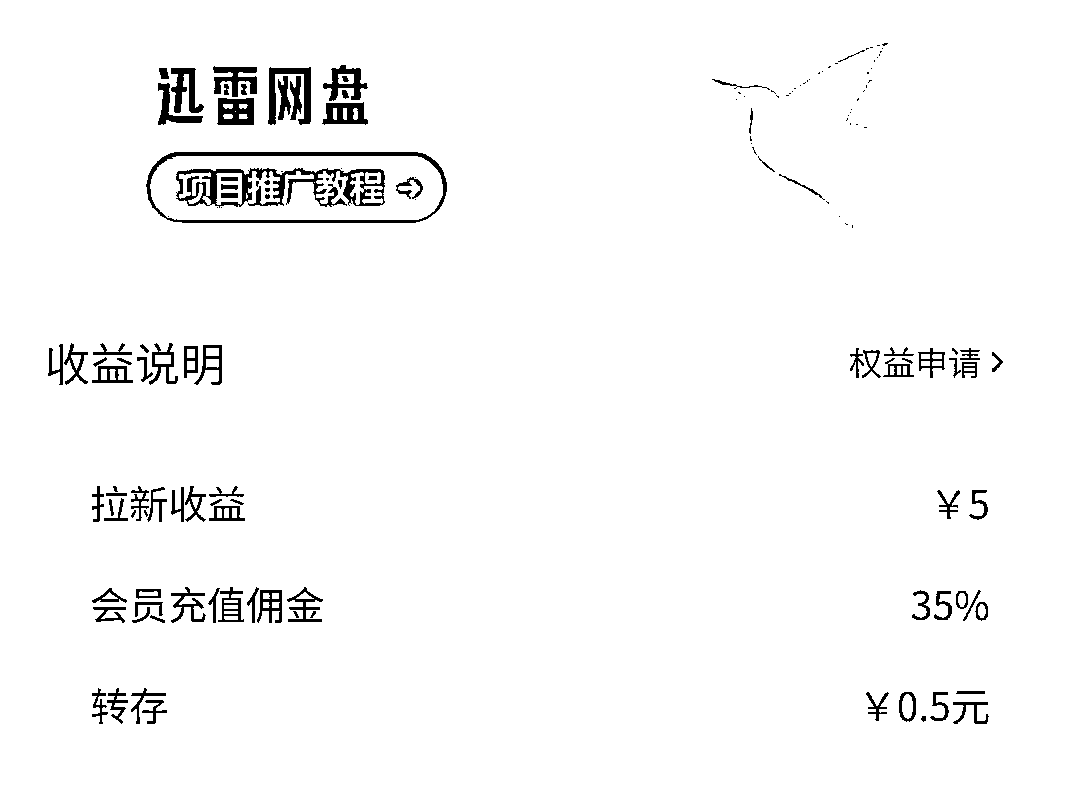 迅雷网盘
项目推广教程
收益说明 权益申请
拉新收益 ￥5
会员充值佣金 35%
转存 ￥0.5元